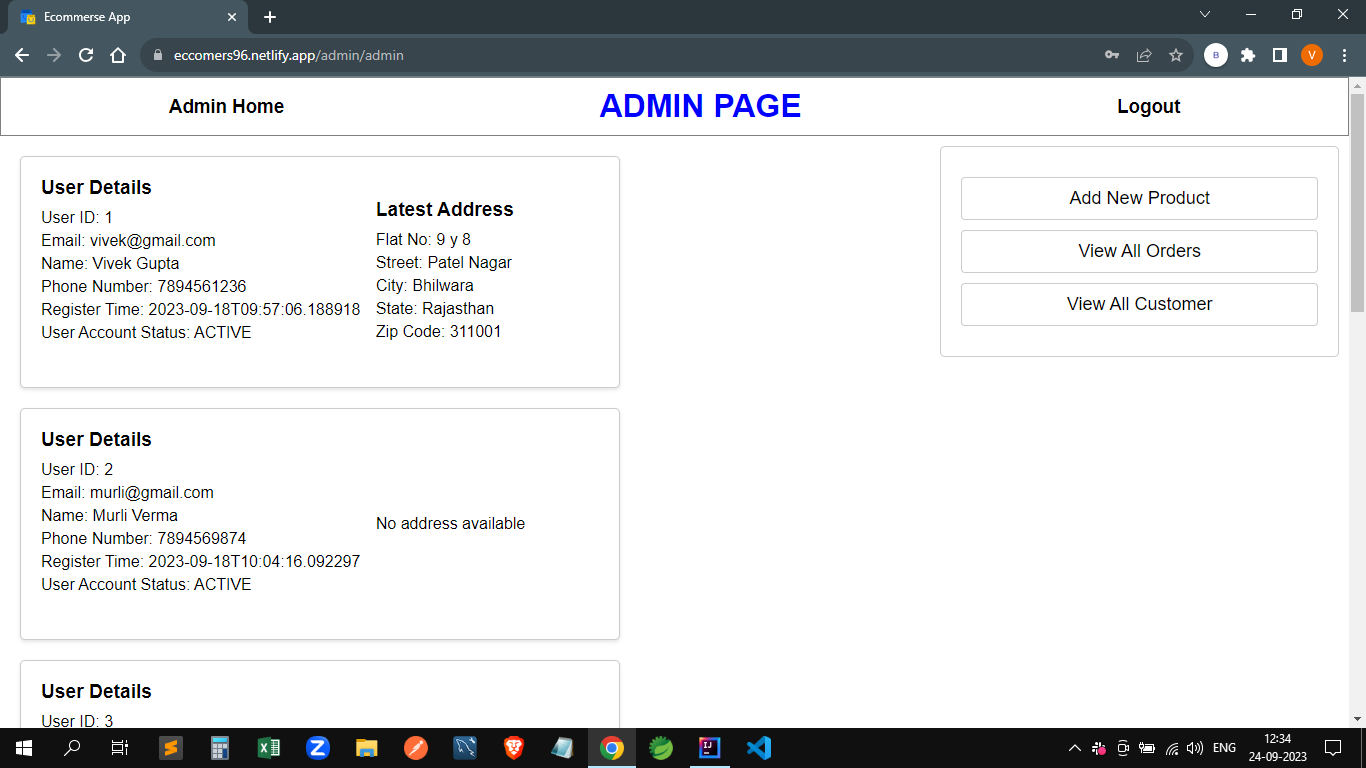 Ecommerse App
eccomers96.netlify.app/admin/admin
B
V
Admin Home
ADMIN PAGE
Logout
User Details
User ID: 1
Email: vivek@gmail.com
Name: Vivek Gupta
Phone Number: 7894561236
Register Time: 2023-09-18T09:57:06.188918
User Account Status: ACTIVE
Latest Address
Flat No: 9 y 8
Street: Patel Nagar
City: Bhilwara
State: Rajasthan
Zip Code: 311001
Add New Product
View All Orders
View All Customer
User Details
User ID: 2
Email: murli@gmail.com
Name: Murli Verma
Phone Number: 7894569874
Register Time: 2023-09-18T10:04:16.092297
User Account Status: ACTIVE
No address available
User Details
User ID: 3
ENG
12:34
24-09-2023